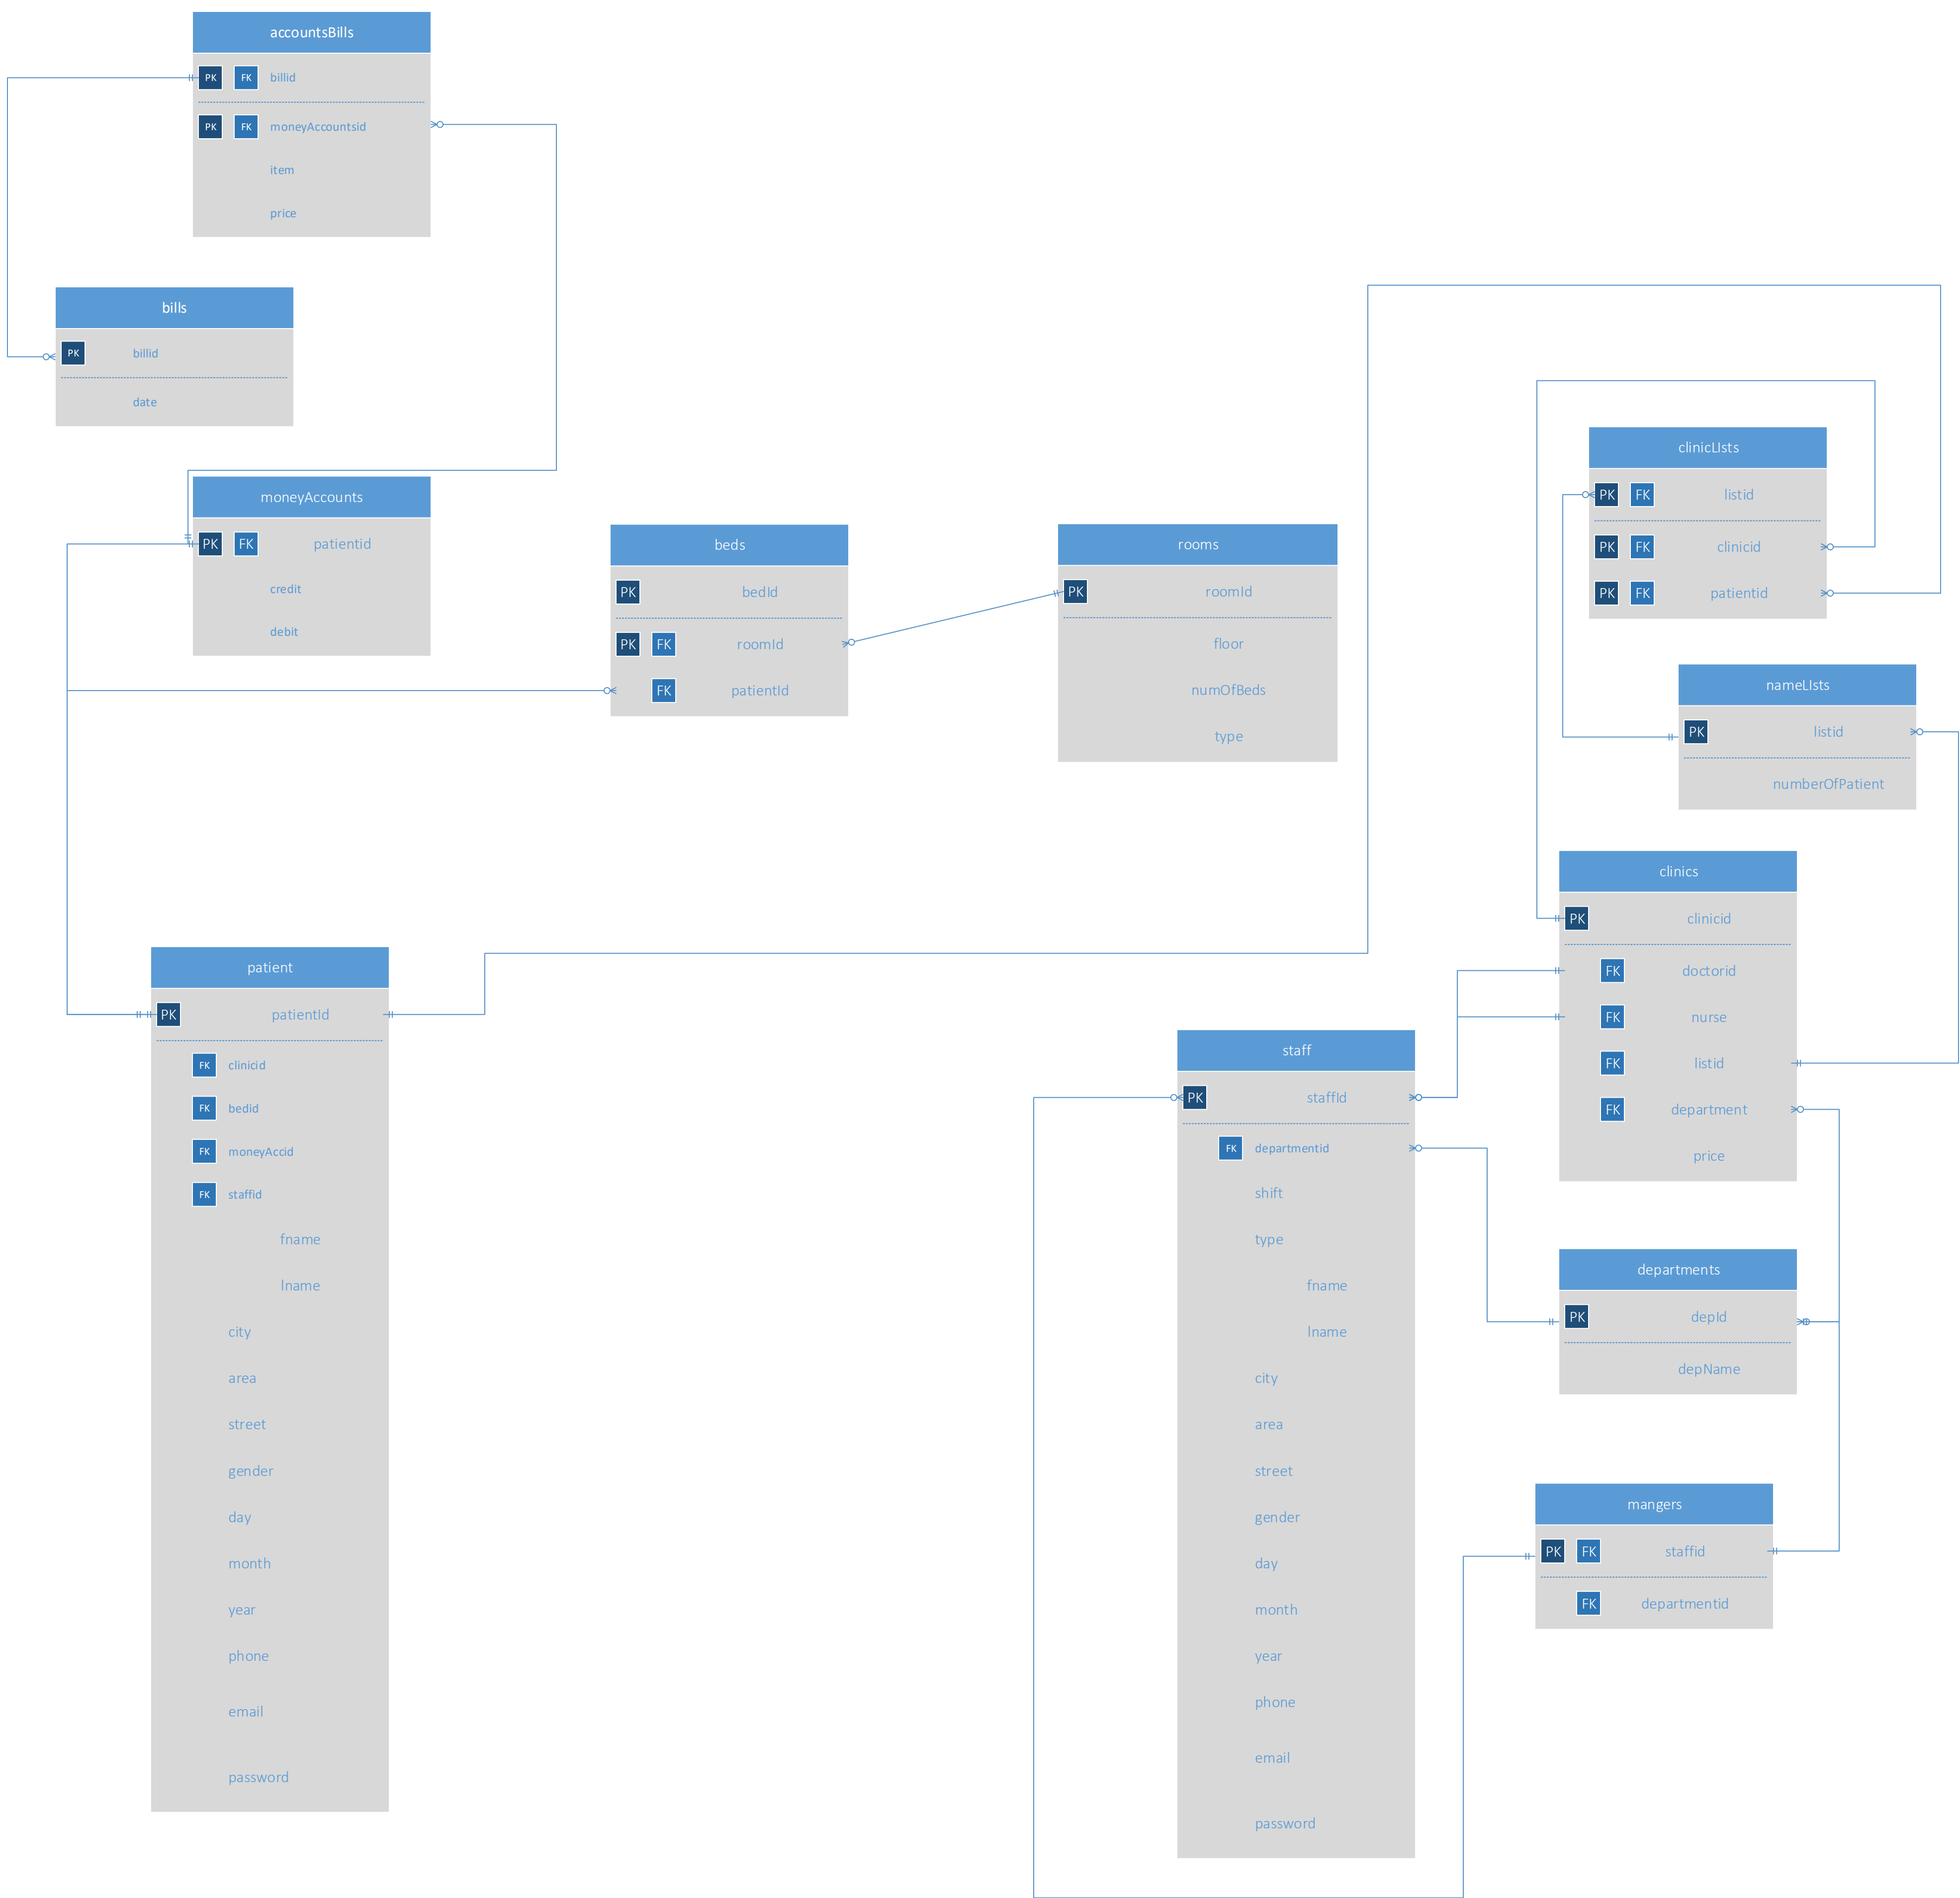 accountsBills
PK FK billid
PK FK moneyAccountsid
item
price
bills
PK billid
date
moneyAccounts
PK FK patientid
credit
debit
beds
PK bedId
PK FK roomId
FK patientId
rooms
PK roomId
floor
numOfBeds
type
clinicLIsts
PK FK listid
PK FK clinicid
PK FK patientid
nameLIsts
PK listid
numberOfPatient
clinics
PK clinicid
FK doctorid
FK nurse
FK listid
FK department
price
patient
PK patientId
FK clinicid
FK bedid
FK moneyAccid
FK staffid
fname
lname
city
area
street
gender
day
month
year
phone
email
password
staff
PK staffId
FK departmentid
shift
type
fname
lname
city
area
street
gender
day
month
year
phone
email
password
departments
PK depId
depName
mangers
PK FK staffid
FK departmentid